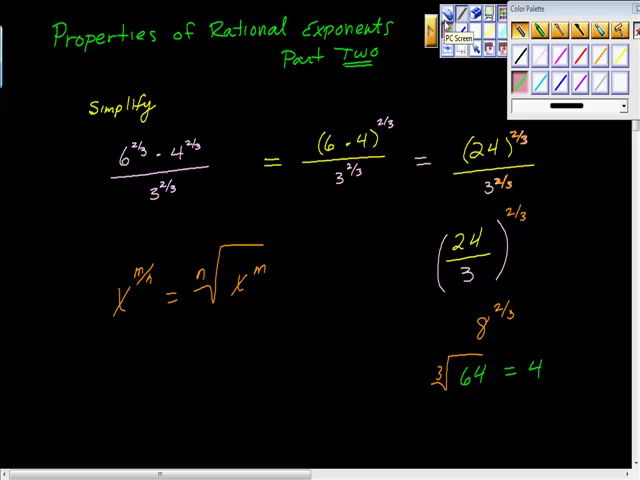 Properties of Rational Exponents
Part Two
Color Palette
PC Screen
Simplify
6^{2/3} · 4^{2/3} / 3^{2/3} = (6 · 4)^{2/3} / 3^{2/3} = (24)^{2/3} / 3^{2/3}
(24 / 3)^{2/3}
x^{m/n} = ⁿ√x^m
8^{2/3}
³√64 = 4